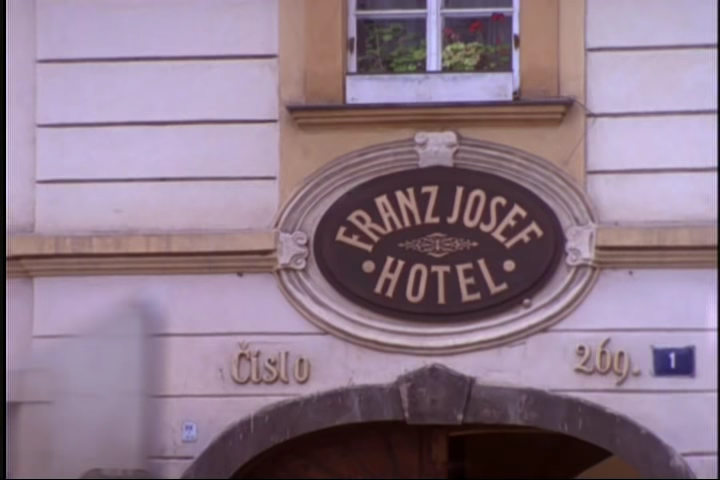 FRANZ JOSEF
• HOTEL •
Číslo 269. 1